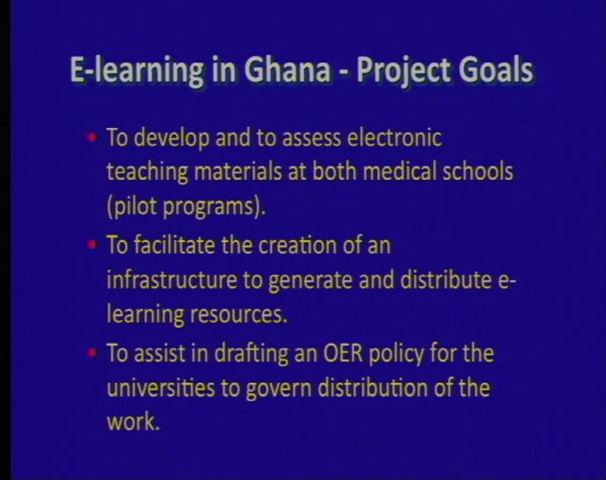 E-learning in Ghana - Project Goals
• To develop and to assess electronic
teaching materials at both medical schools
(pilot programs).
• To facilitate the creation of an
infrastructure to generate and distribute e-
learning resources.
• To assist in drafting an OER policy for the
universities to govern distribution of the
work.